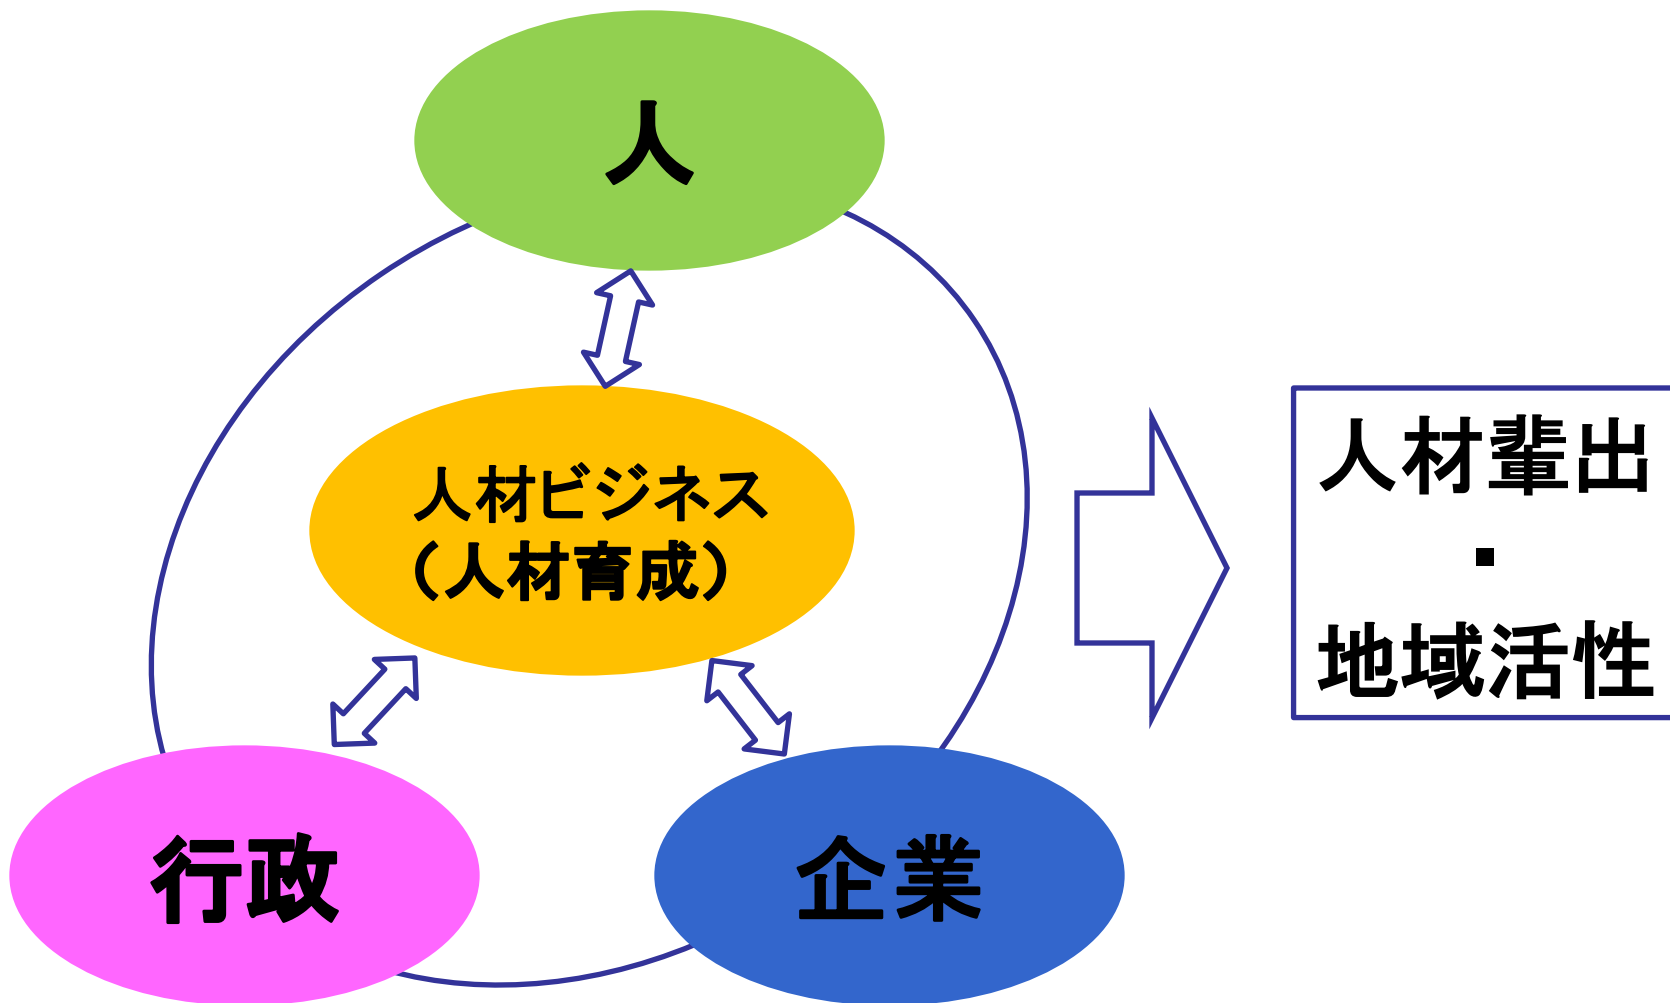 人
人材ビジネス
（人材育成）
行政
企業
人材輩出
・
地域活性